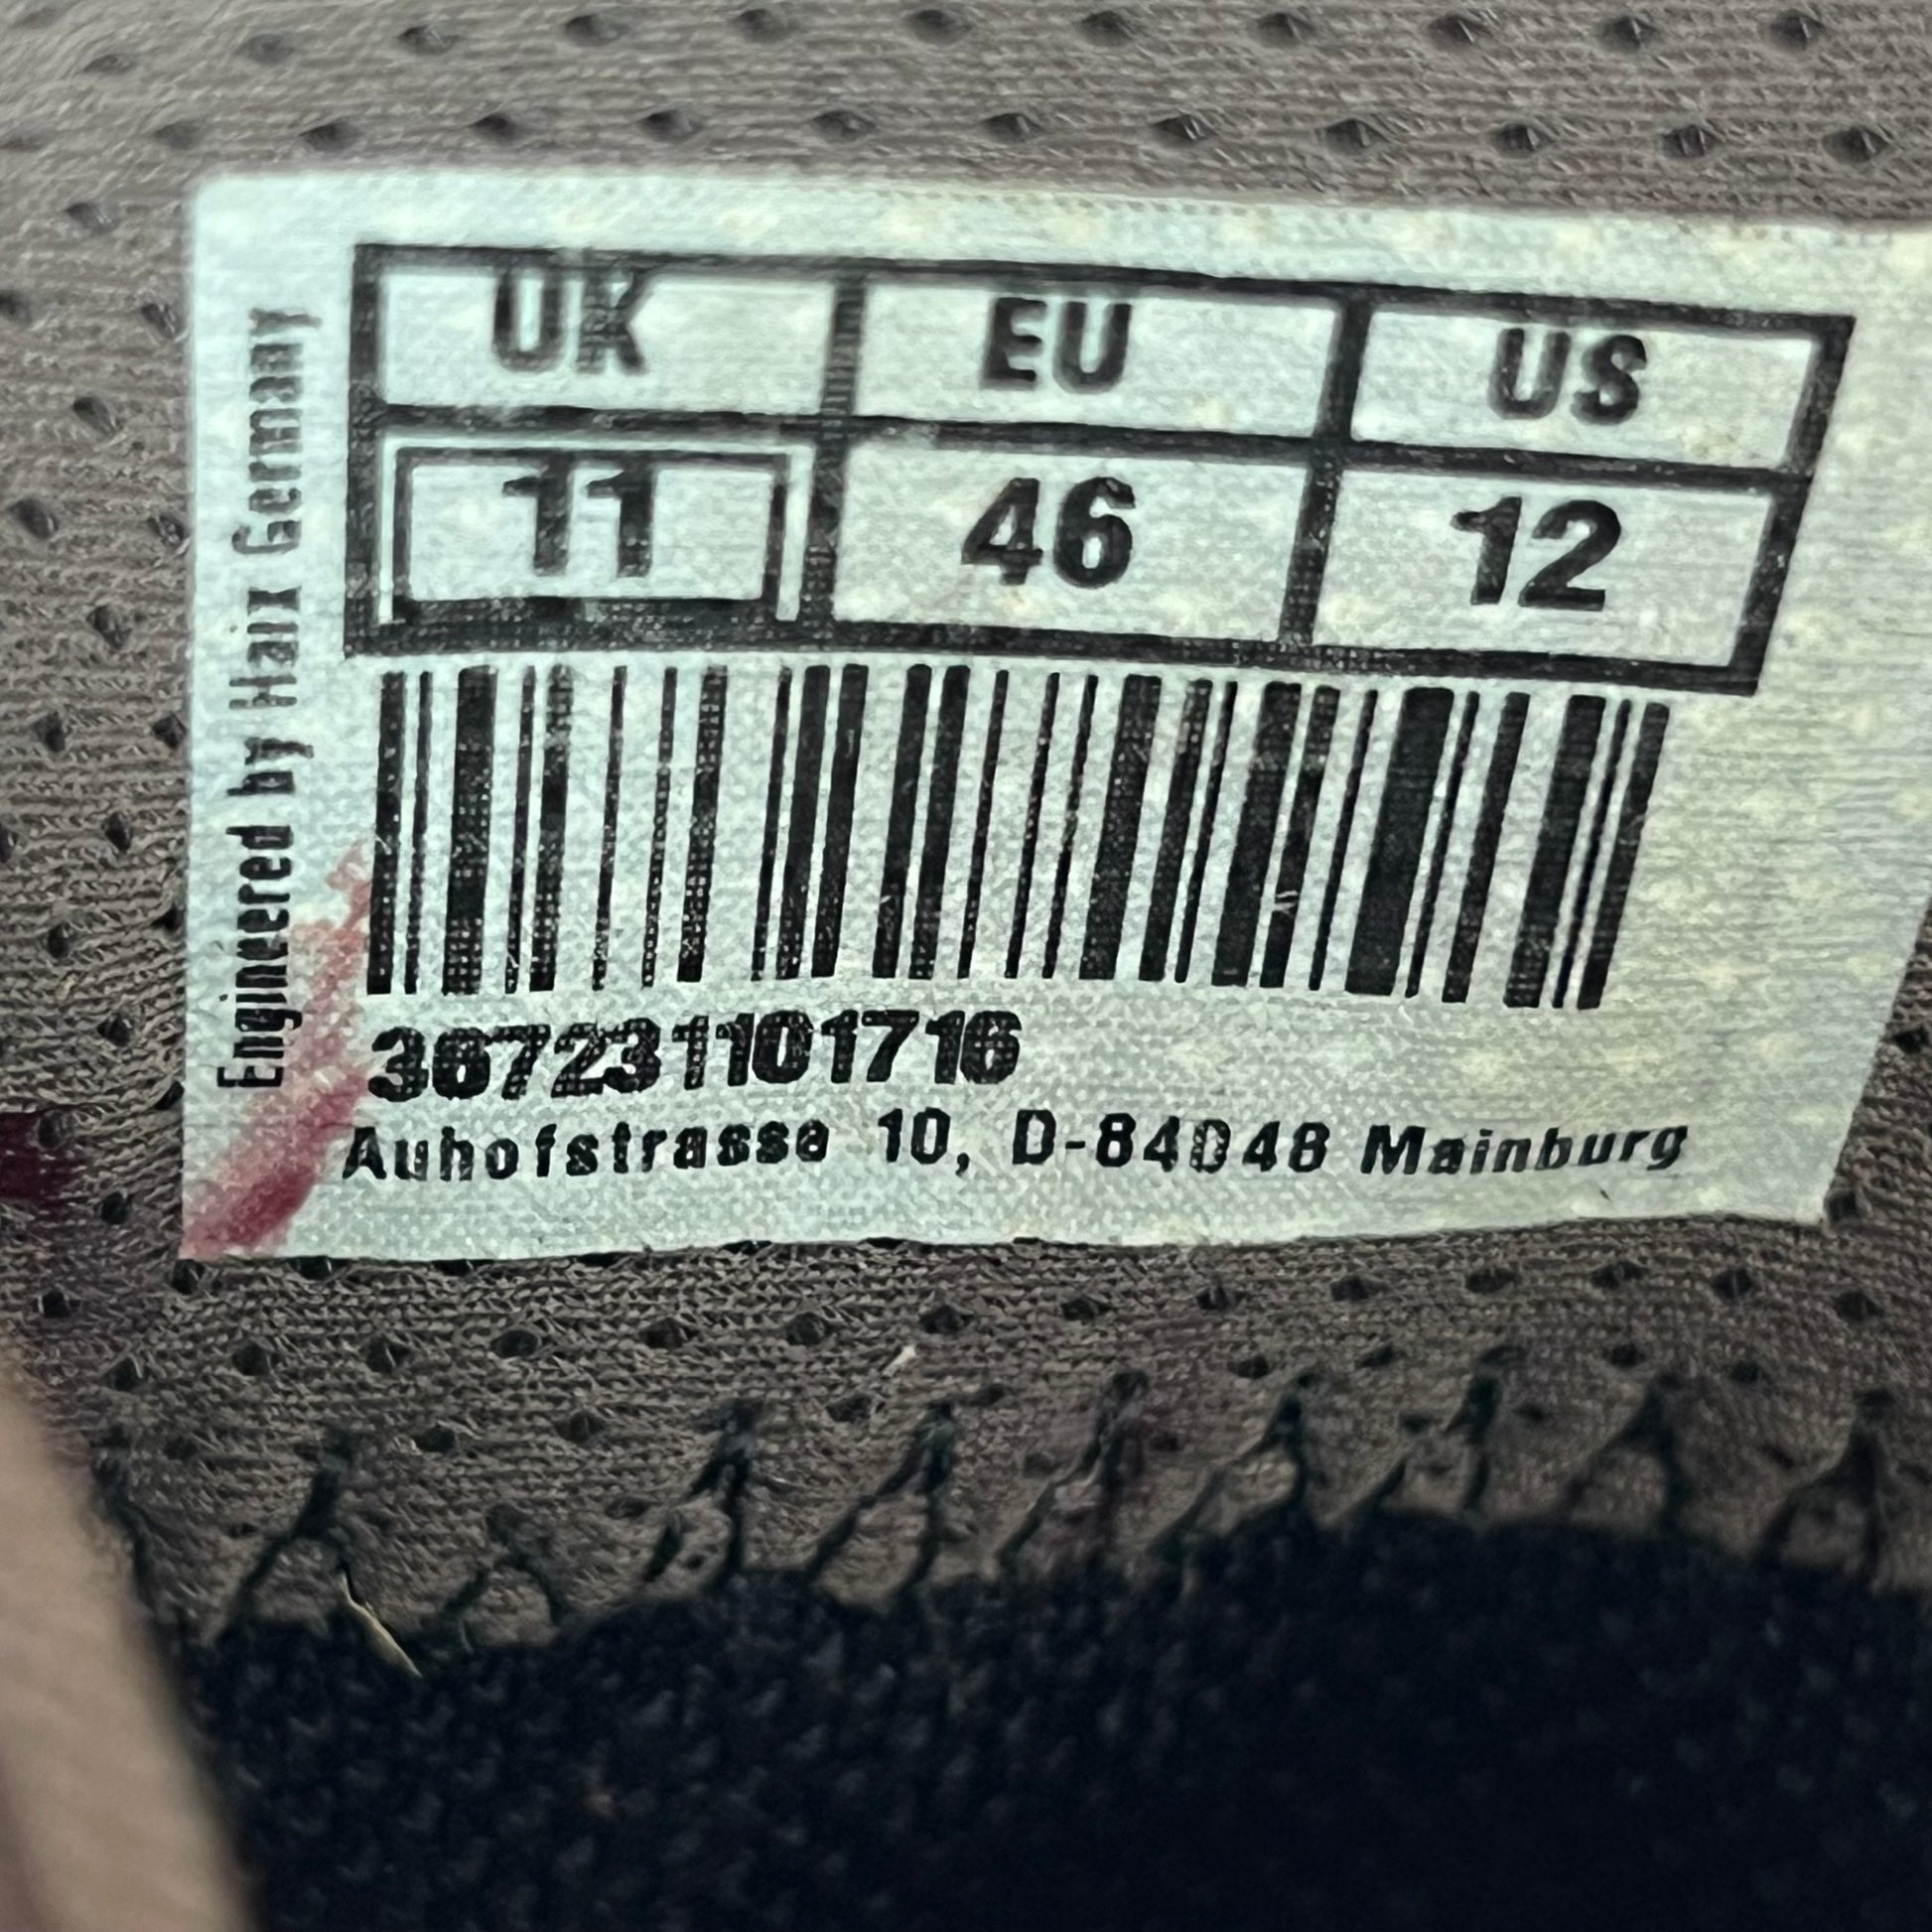 Engineered by Haix Germany
UK EU US
11 46 12
367231101716
Auhofstrasse 10, D-84048 Mainburg